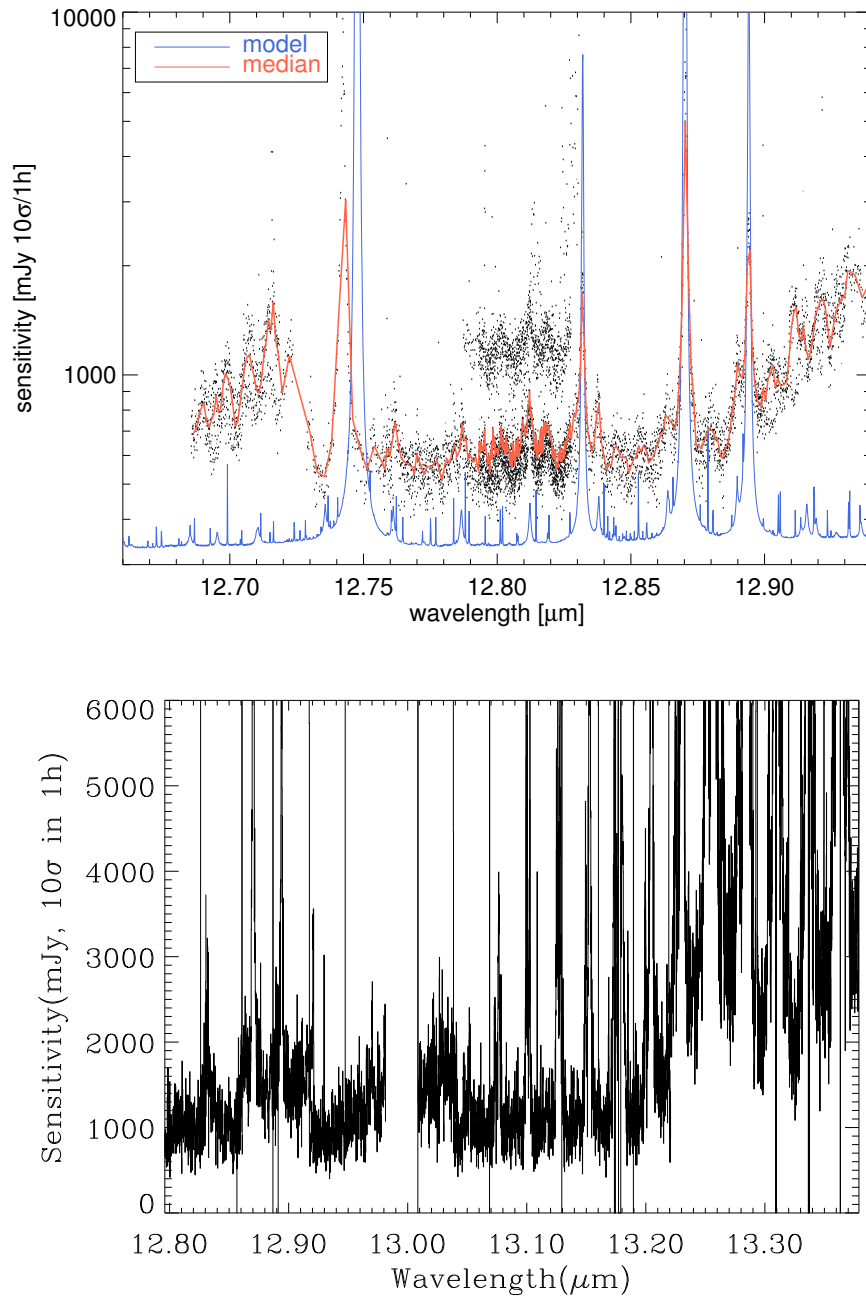 10000
model
median
sensitivity [mJy 10σ/1h]
1000
12.70 12.75 12.80 12.85 12.90
wavelength [μm]
6000
5000
4000
3000
2000
1000
0
Sensitivity(mJy, 10σ in 1h)
12.80 12.90 13.00 13.10 13.20 13.30
Wavelength(μm)